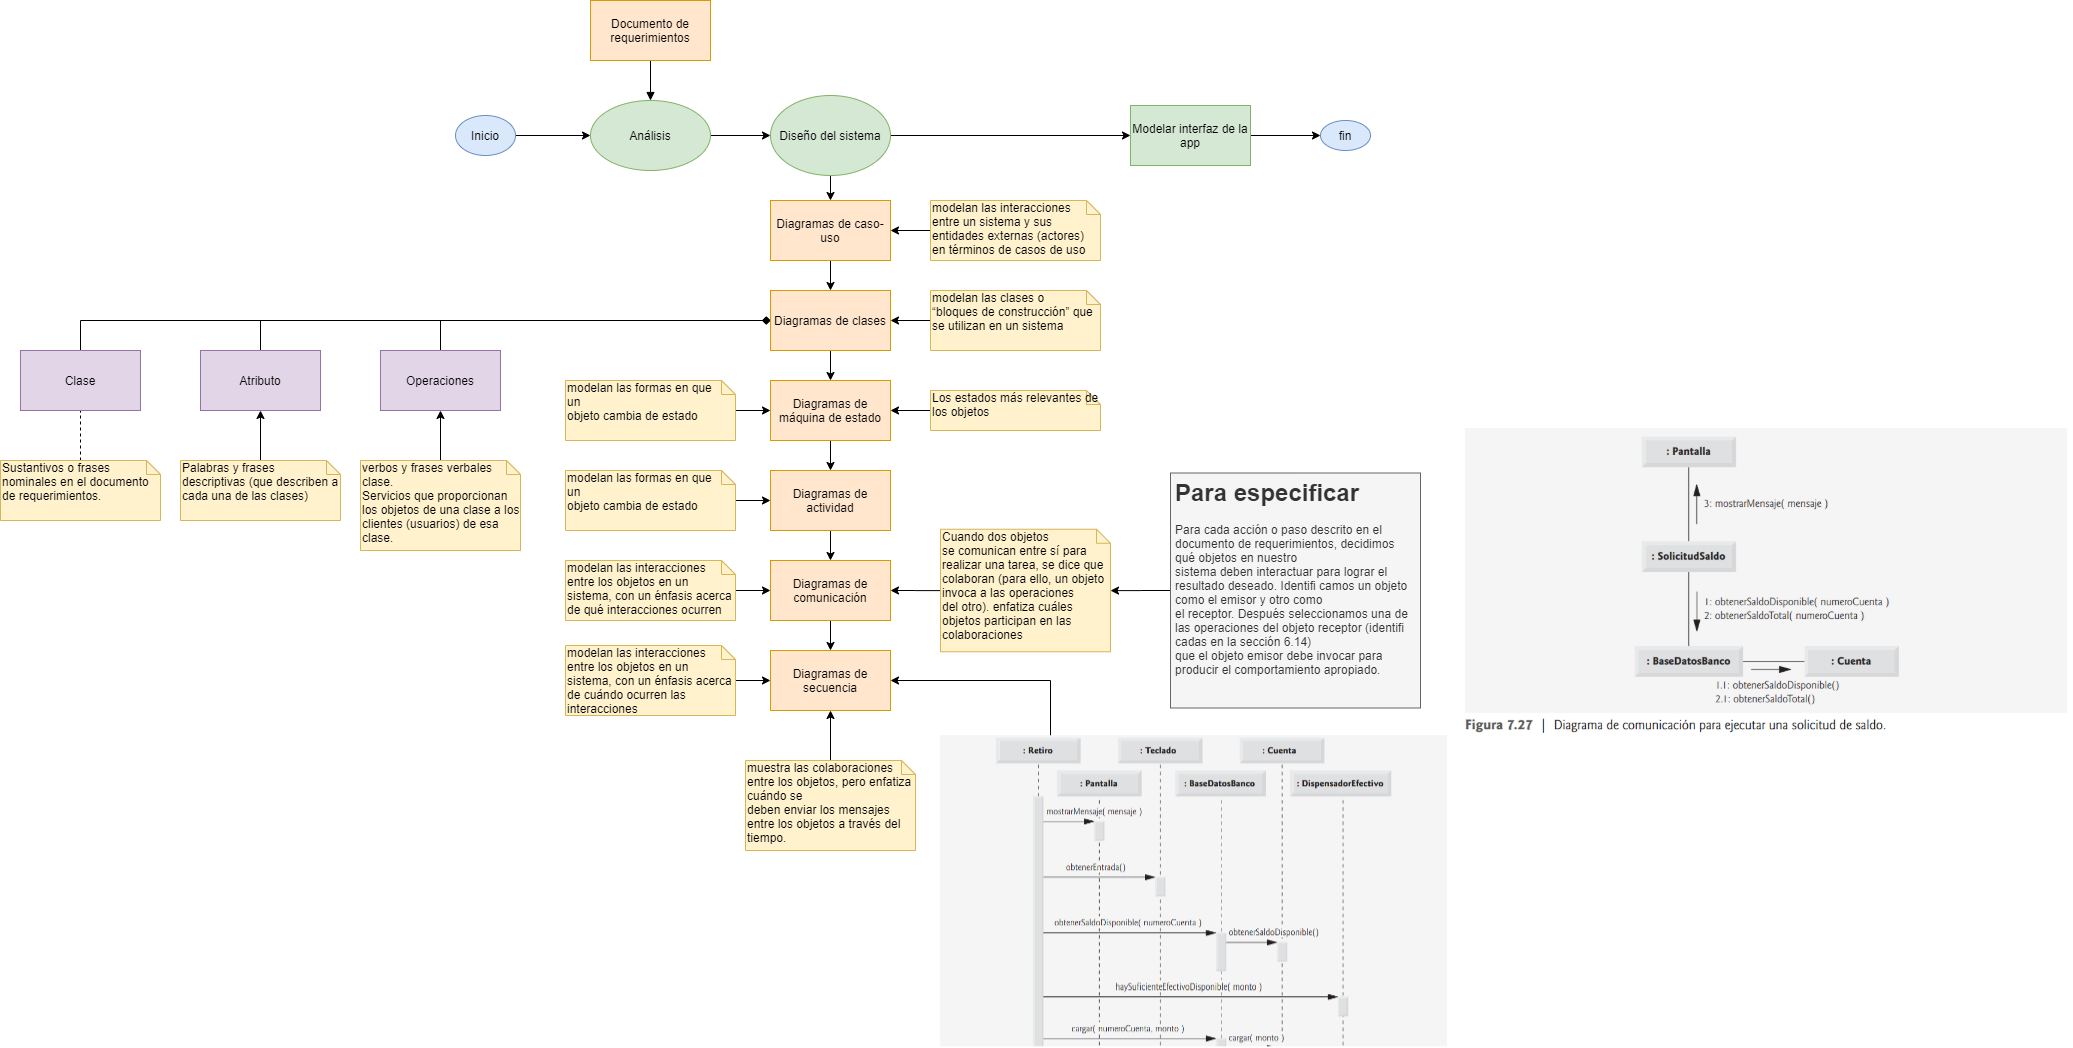 Documento de
requerimientos
Inicio
Análisis
Diseño del sistema
Modelar interfaz de la
app
fin
Diagramas de caso-
uso
modelan las interacciones
entre un sistema y sus
entidades externas (actores)
en términos de casos de uso
Diagramas de clases
modelan las clases o
“bloques de construcción” que
se utilizan en un sistema
Clase
Atributo
Operaciones
Sustantivos o frases
nominales en el documento
de requerimientos.
Palabras y frases
descriptivas (que describen a
cada una de las clases)
verbos y frases verbales
clase.
Servicios que proporcionan
los objetos de una clase a los
clientes (usuarios) de esa
clase.
modelan las formas en que
un
objeto cambia de estado
Diagramas de
máquina de estado
Los estados más relevantes de
los objetos
modelan las formas en que
un
objeto cambia de estado
Diagramas de
actividad
modelan las interacciones
entre los objetos en un
sistema, con un énfasis acerca
de qué interacciones ocurren
Diagramas de
comunicación
Cuando dos objetos
se comunican entre sí para
realizar una tarea, se dice que
colaboran (para ello, un objeto
invoca a las operaciones
del otro). enfatiza cuáles
objetos participan en las
colaboraciones
Para especificar
Para cada acción o paso descrito en el
documento de requerimientos, decidimos
qué objetos en nuestro
sistema deben interactuar para lograr el
resultado deseado. Identifi camos un objeto
como el emisor y otro como
el receptor. Después seleccionamos una de
las operaciones del objeto receptor (identifi
cadas en la sección 6.14)
que el objeto emisor debe invocar para
producir el comportamiento apropiado.
modelan las interacciones
entre los objetos en un
sistema, con un énfasis acerca
de cuándo ocurren las
interacciones
Diagramas de
secuencia
muestra las colaboraciones
entre los objetos, pero enfatiza
cuándo se
deben enviar los mensajes
entre los objetos a través del
tiempo.
: Retiro
: Teclado
: Cuenta
: Pantalla
: BaseDatosBanco
: DispensadorEfectivo
mostrarMensaje( mensaje )
obtenerEntrada()
obtenerSaldoDisponible( numeroCuenta )
obtenerSaldoDisponible()
haySuficienteEfectivoDisponible( monto )
cargar( numeroCuenta, monto )
cargar( monto )
: Pantalla
3: mostrarMensaje( mensaje )
: SolicitudSaldo
1: obtenerSaldoDisponible( numeroCuenta )
2: obtenerSaldoTotal( numeroCuenta )
: BaseDatosBanco
: Cuenta
1.1: obtenerSaldoDisponible()
2.1: obtenerSaldoTotal()
Figura 7.27 | Diagrama de comunicación para ejecutar una solicitud de saldo.